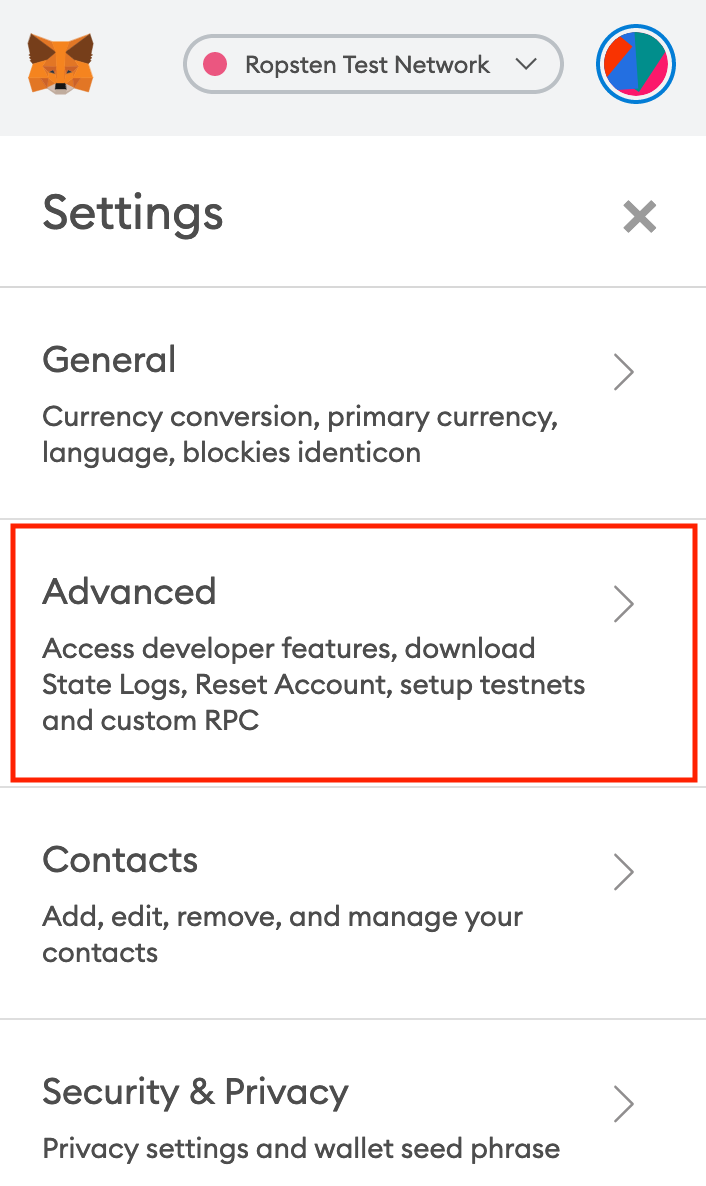 Ropsten Test Network
Settings
General
Currency conversion, primary currency,
language, blockies identicon
Advanced
Access developer features, download
State Logs, Reset Account, setup testnets
and custom RPC
Contacts
Add, edit, remove, and manage your
contacts
Security & Privacy
Privacy settings and wallet seed phrase